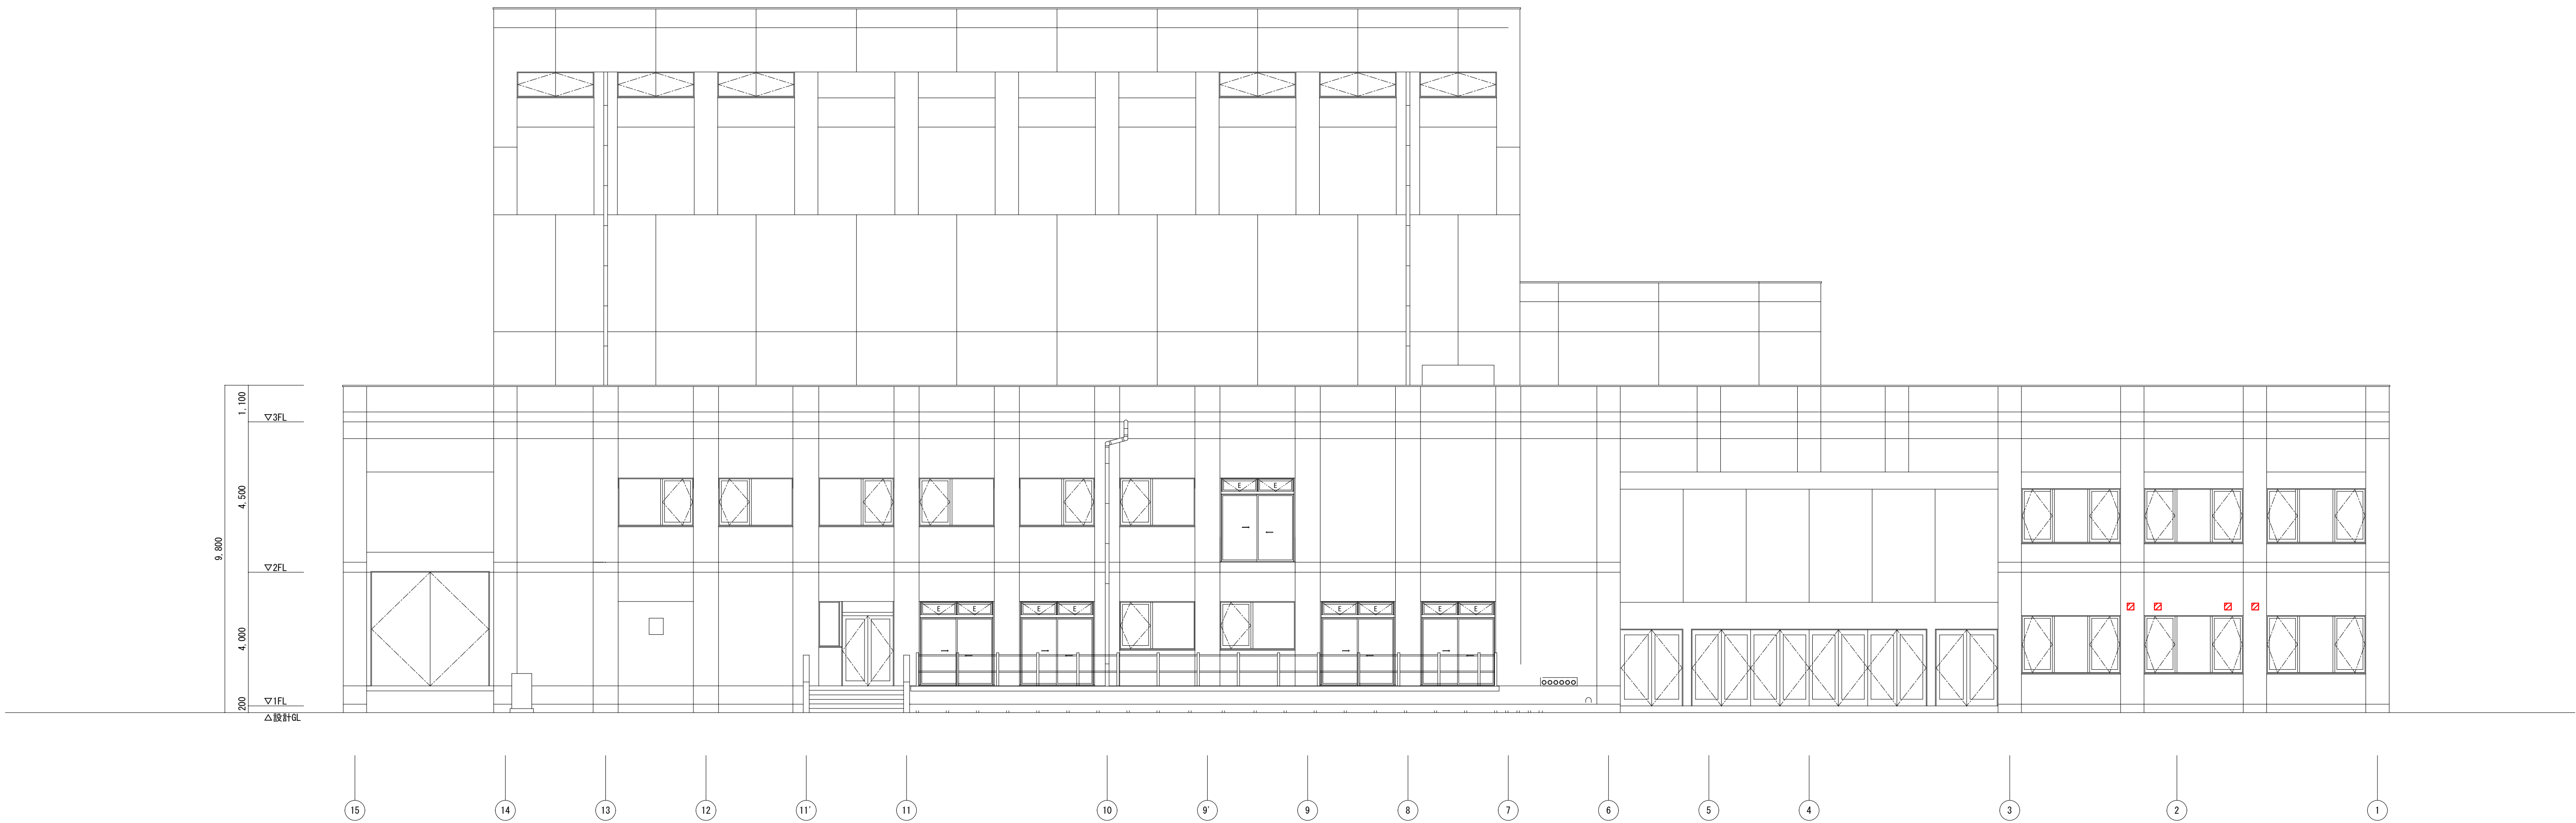 E E
1,100
▽3FL
4,500
9,800
▽2FL
E E E E E E E E
4,000
200
▽1FL
△設計GL
15 14 13 12 11' 11 10 9' 9 8 7 6 5 4 3 2 1